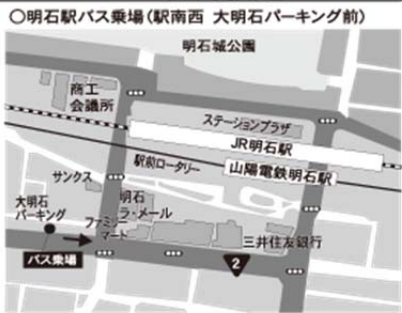 ○明石駅バス乗場(駅南西 大明石パーキング前)
明石城公園
商工
会議所
ステーションプラザ
JR明石駅
駅前ロータリー
山陽電鉄明石駅
サンクス
大明石
パーキング
明石
ラ・メール
ファミリー
マート
三井住友銀行
バス乗場
2